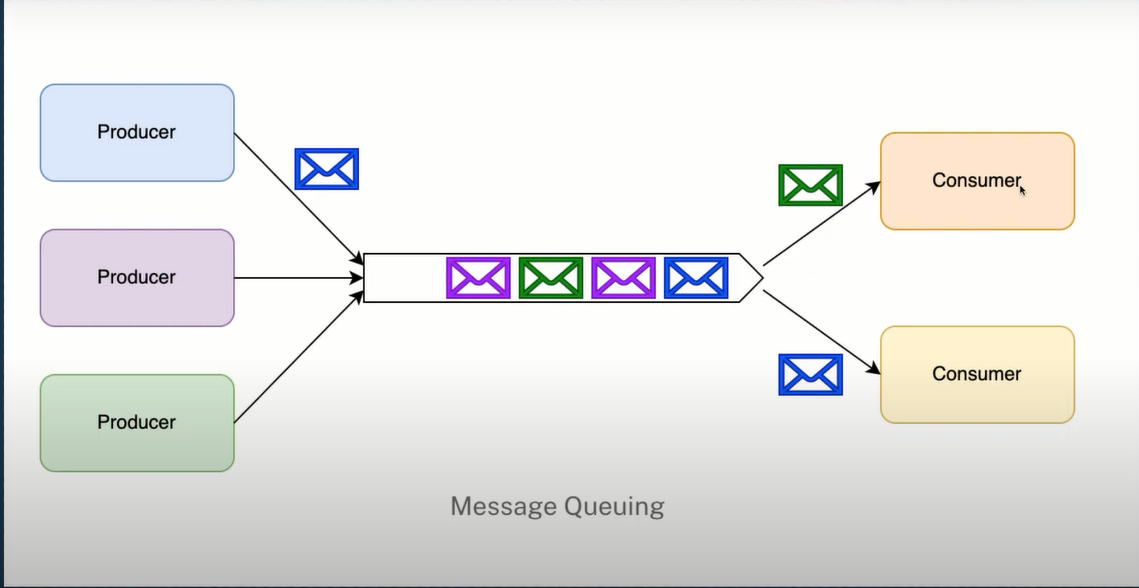 Producer
Producer
Producer
Consumer
Consumer
Message Queuing